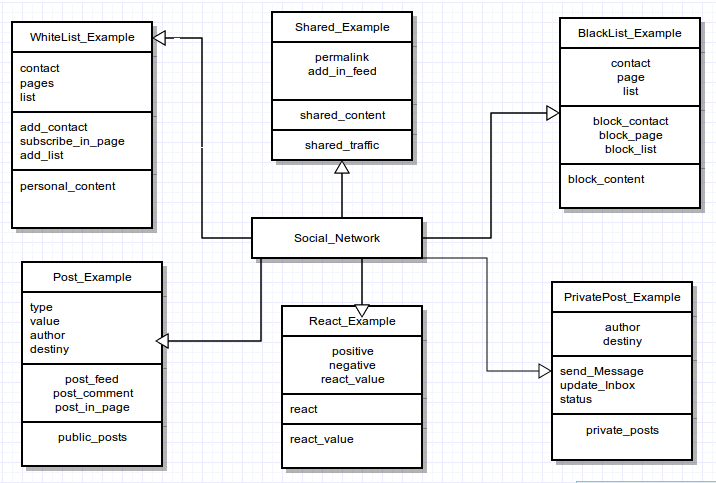 WhiteList_Example
contact
pages
list
add_contact
subscribe_in_page
add_list
personal_content
Shared_Example
permalink
add_in_feed
shared_content
shared_traffic
BlackList_Example
contact
page
list
block_contact
block_page
block_list
block_content
Social_Network
Post_Example
type
value
author
destiny
post_feed
post_comment
post_in_page
public_posts
React_Example
positive
negative
react_value
react
react_value
PrivatePost_Example
author
destiny
send_Message
update_Inbox
status
private_posts